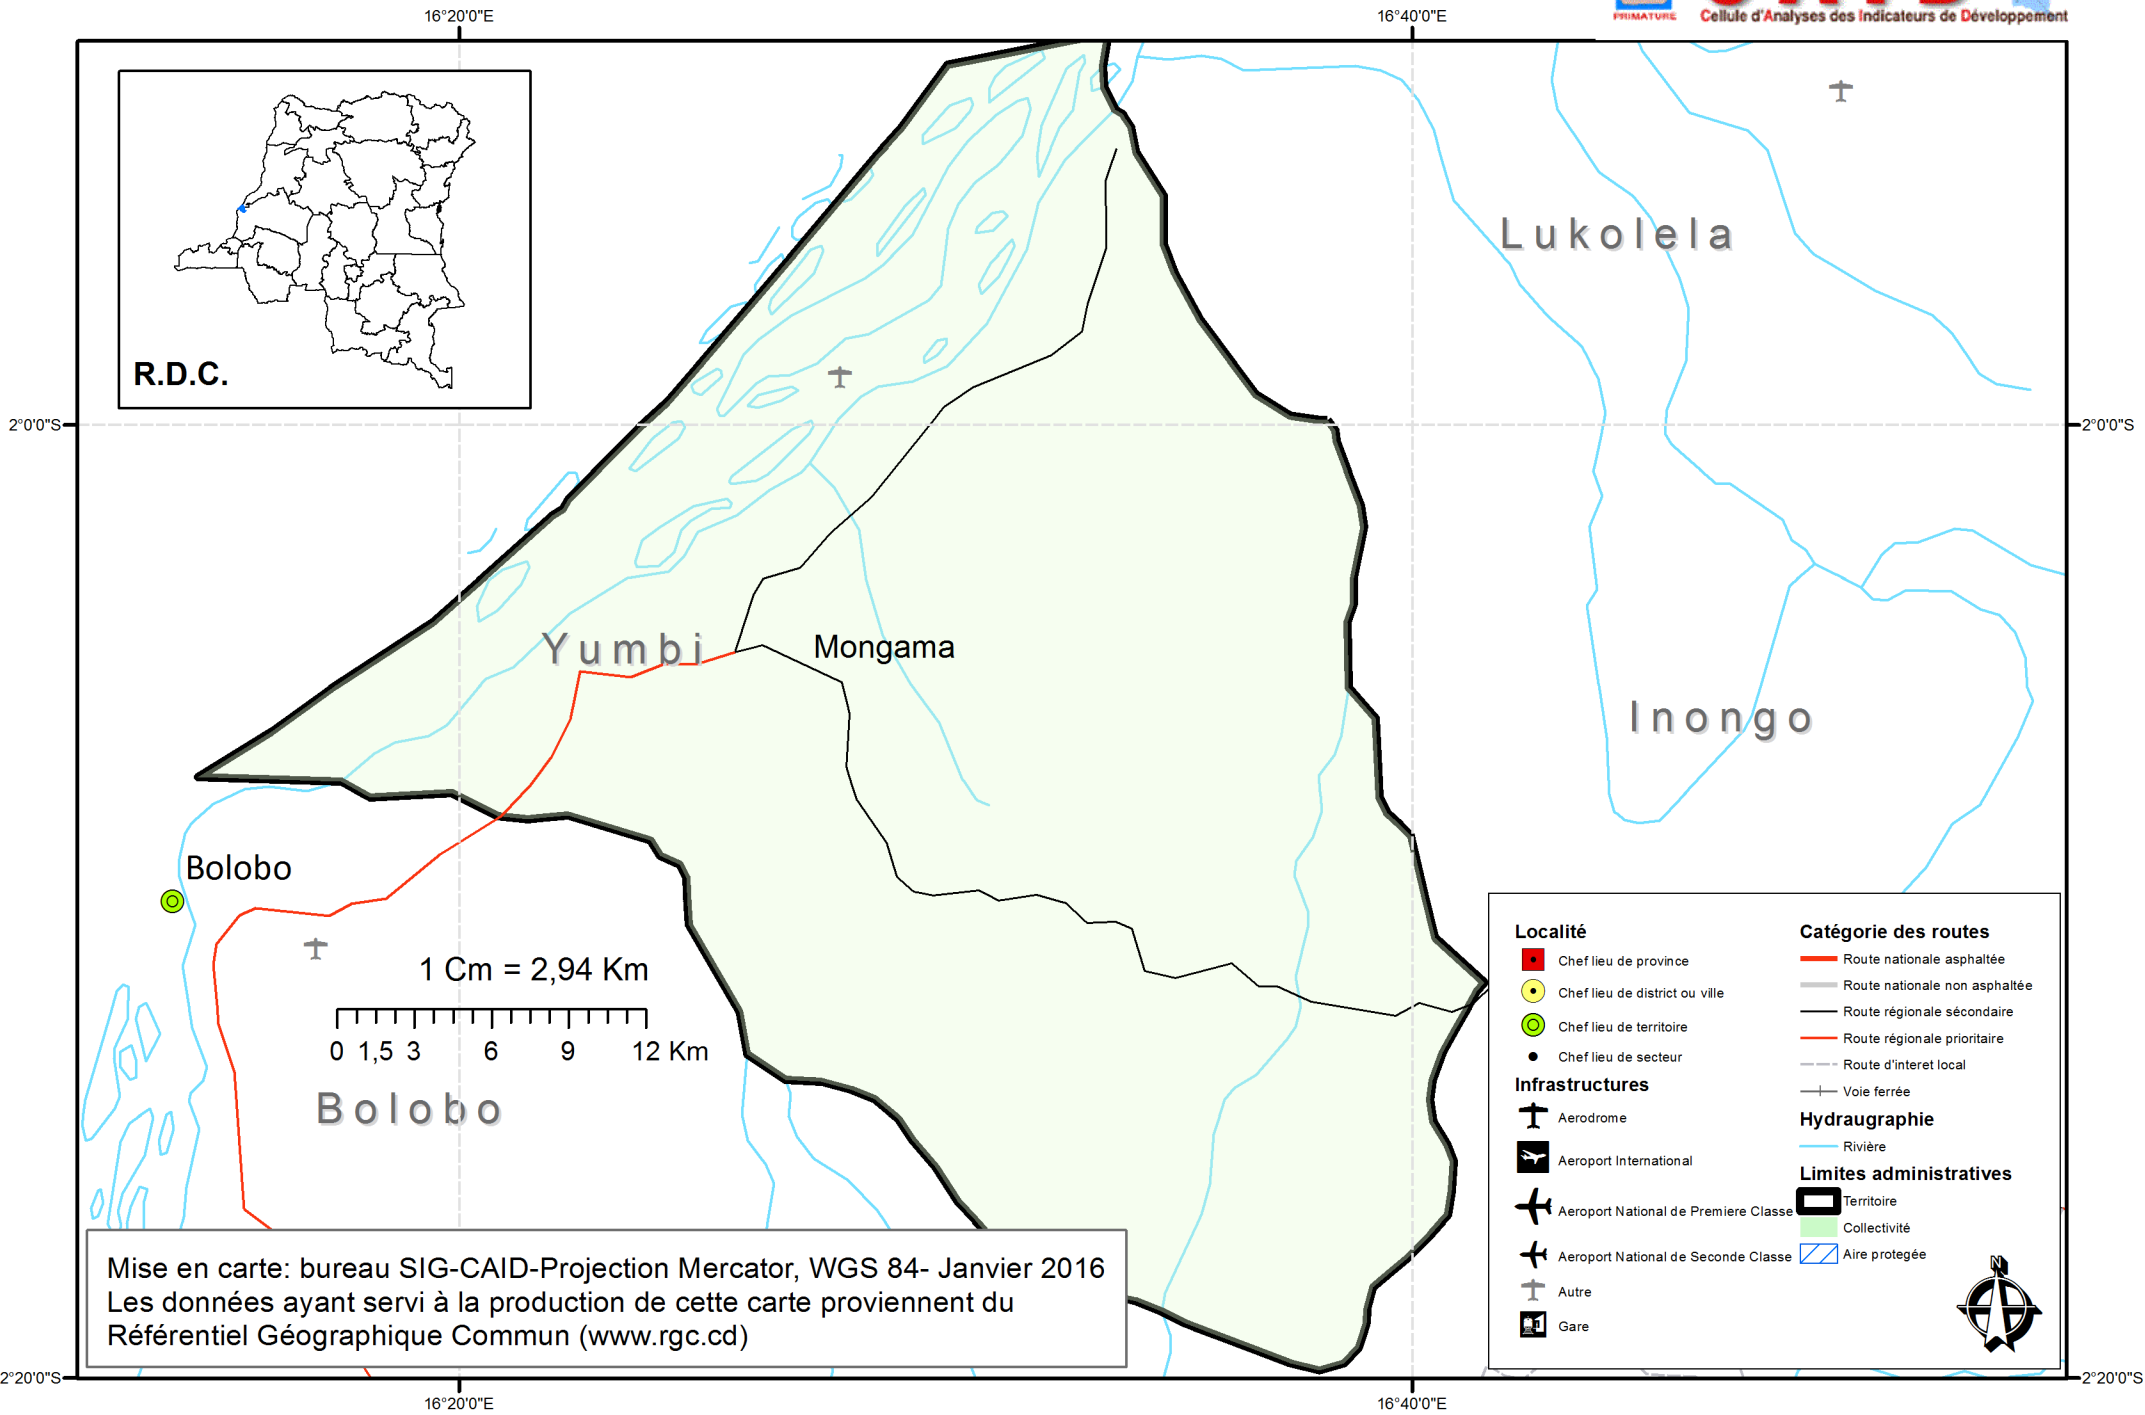 PRIMATURE
Cellule d'Analyses des Indicateurs de Développement
16°20'0"E
16°40'0"E
R.D.C.
Lukolela
2°0'0"S
2°0'0"S
Yumbi
Mongama
Inongo
Bolobo
1 Cm = 2,94 Km
0 1,5 3 6 9 12 Km
Bolobo
Localité
Chef lieu de province
Chef lieu de district ou ville
Chef lieu de territoire
Chef lieu de secteur
Infrastructures
Aerodrome
Aeroport International
Aeroport National de Premiere Classe
Aeroport National de Seconde Classe
Autre
Gare
Catégorie des routes
Route nationale asphaltée
Route nationale non asphaltée
Route régionale sécondaire
Route régionale prioritaire
Route d'interet local
Voie ferrée
Hydraugraphie
Rivière
Limites administratives
Territoire
Collectivité
Aire protegée
N
Mise en carte: bureau SIG-CAID-Projection Mercator, WGS 84- Janvier 2016
Les données ayant servi à la production de cette carte proviennent du
Référentiel Géographique Commun (www.rgc.cd)
2°20'0"S
2°20'0"S
16°20'0"E
16°40'0"E